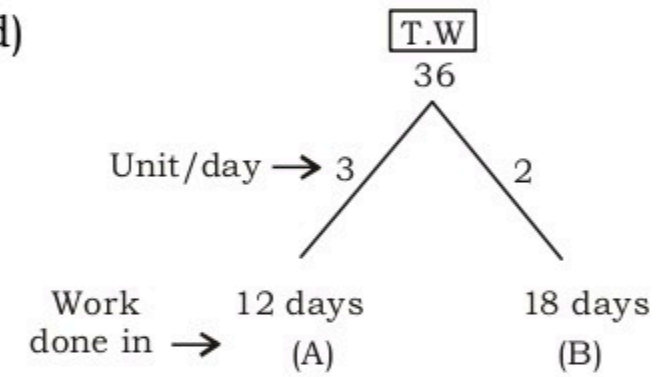 d)
T.W
36
Unit/day → 3 2
Work 12 days 18 days
done in → (A) (B)